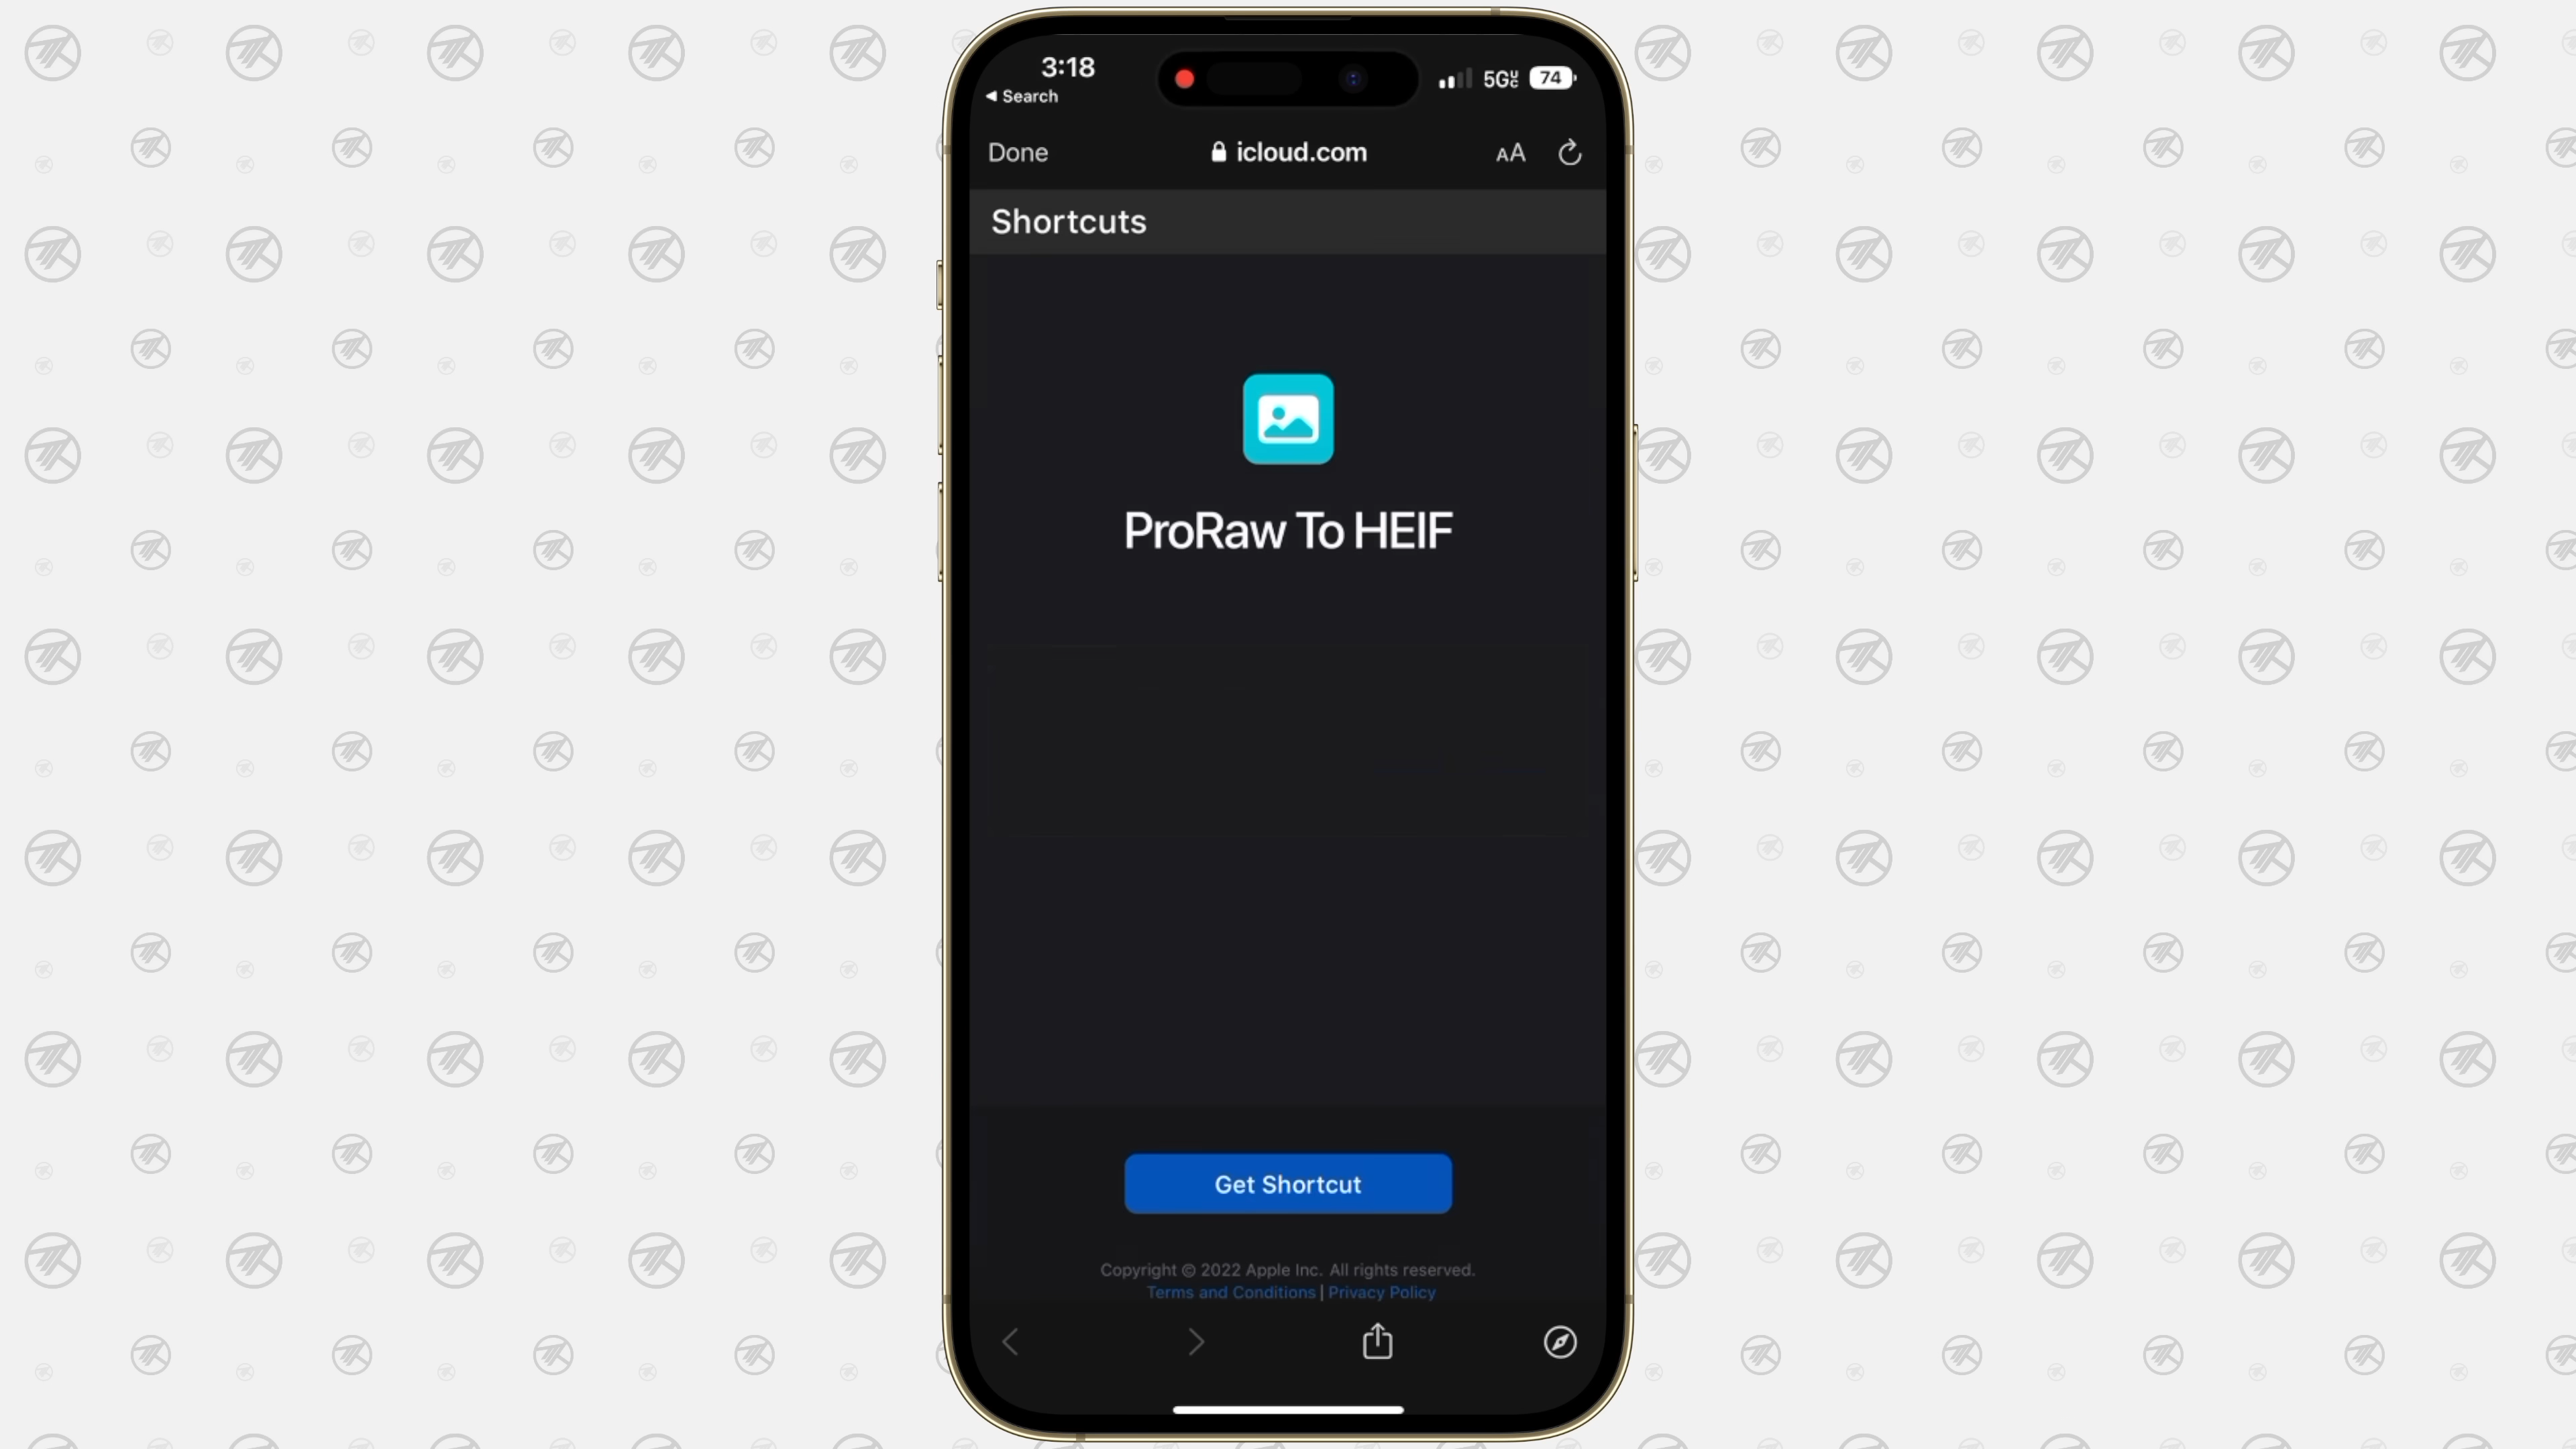 3:18
Search
5G
74
Done
icloud.com
AA
Shortcuts
ProRaw To HEIF
Get Shortcut
Copyright © 2022 Apple Inc. All rights reserved.
Terms and Conditions | Privacy Policy